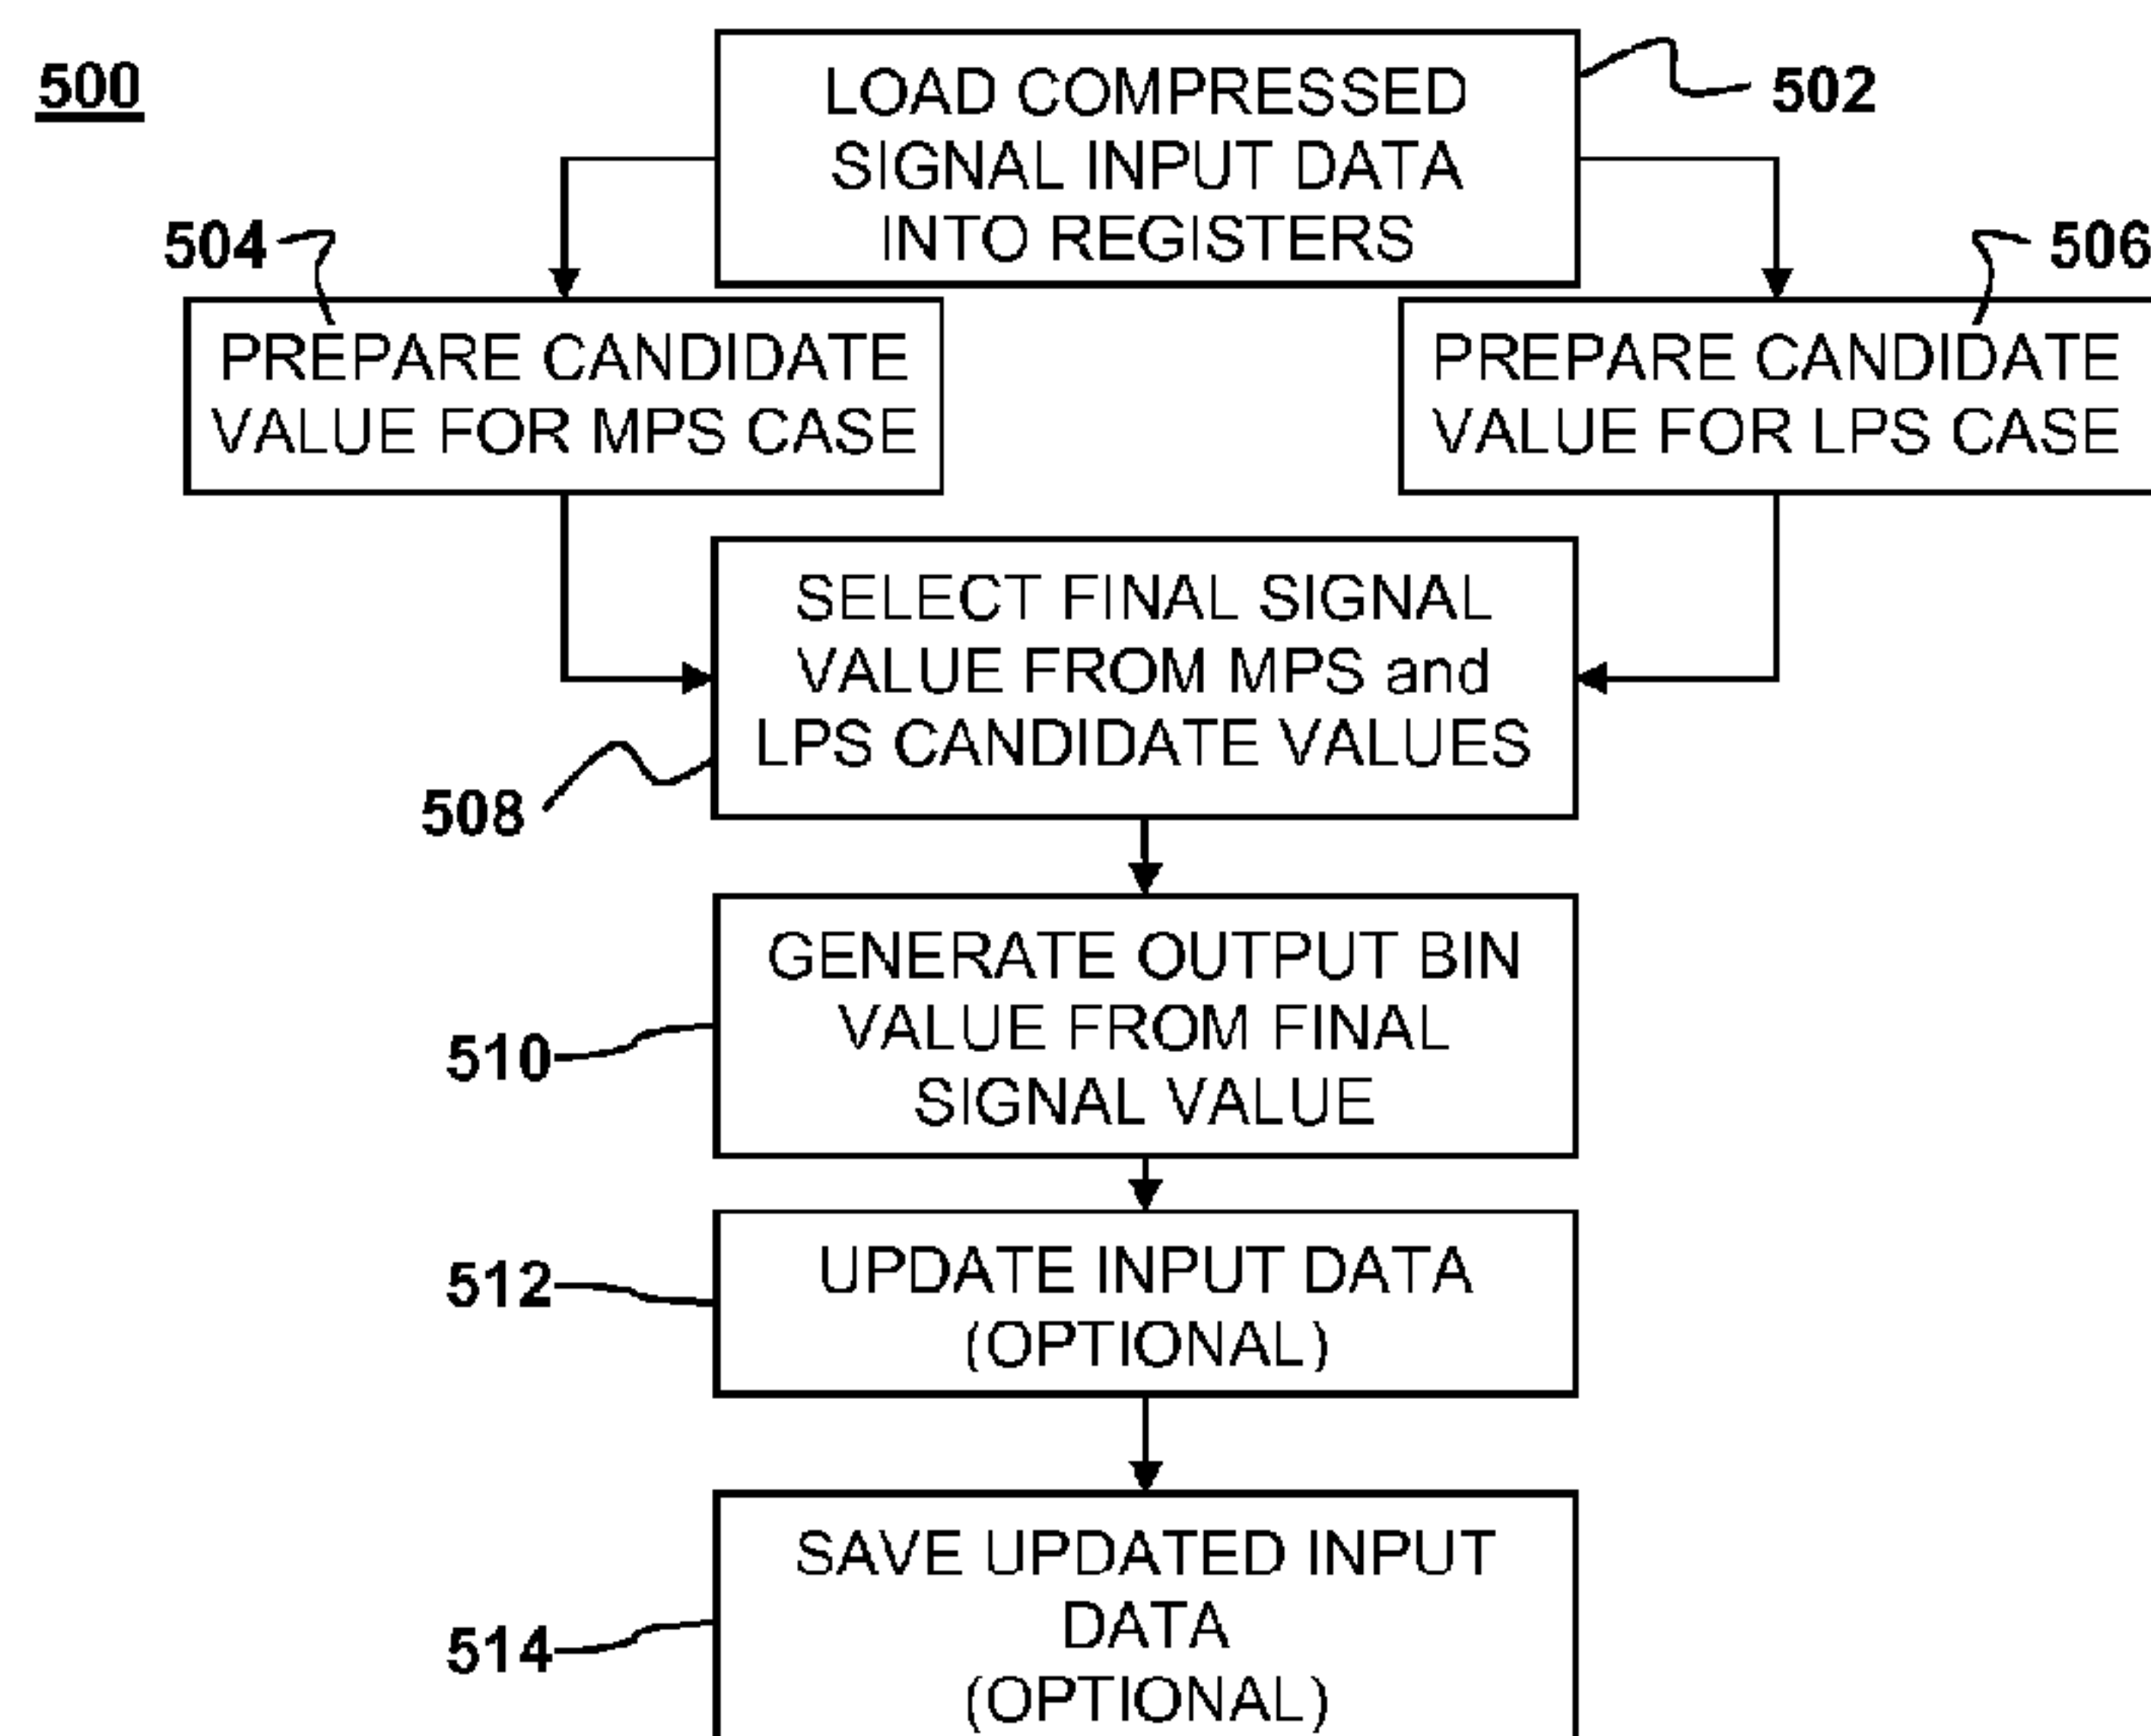 500
LOAD COMPRESSED
SIGNAL INPUT DATA
INTO REGISTERS
502
504
506
PREPARE CANDIDATE
VALUE FOR MPS CASE
PREPARE CANDIDATE
VALUE FOR LPS CASE
SELECT FINAL SIGNAL
VALUE FROM MPS and
LPS CANDIDATE VALUES
508
GENERATE OUTPUT BIN
VALUE FROM FINAL
SIGNAL VALUE
510
UPDATE INPUT DATA
(OPTIONAL)
512
SAVE UPDATED INPUT
DATA
(OPTIONAL)
514